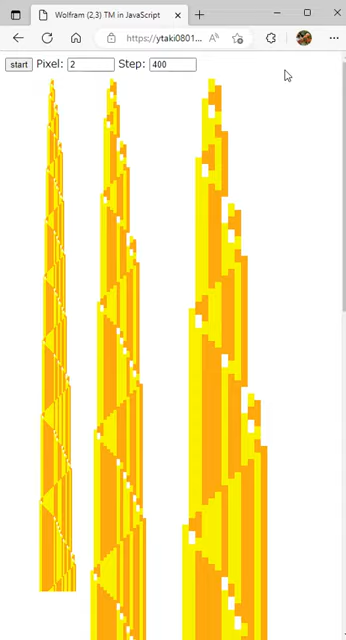 Wolfram (2,3) TM in JavaScript
https://ytaki0801...
start Pixel: 2 Step: 400